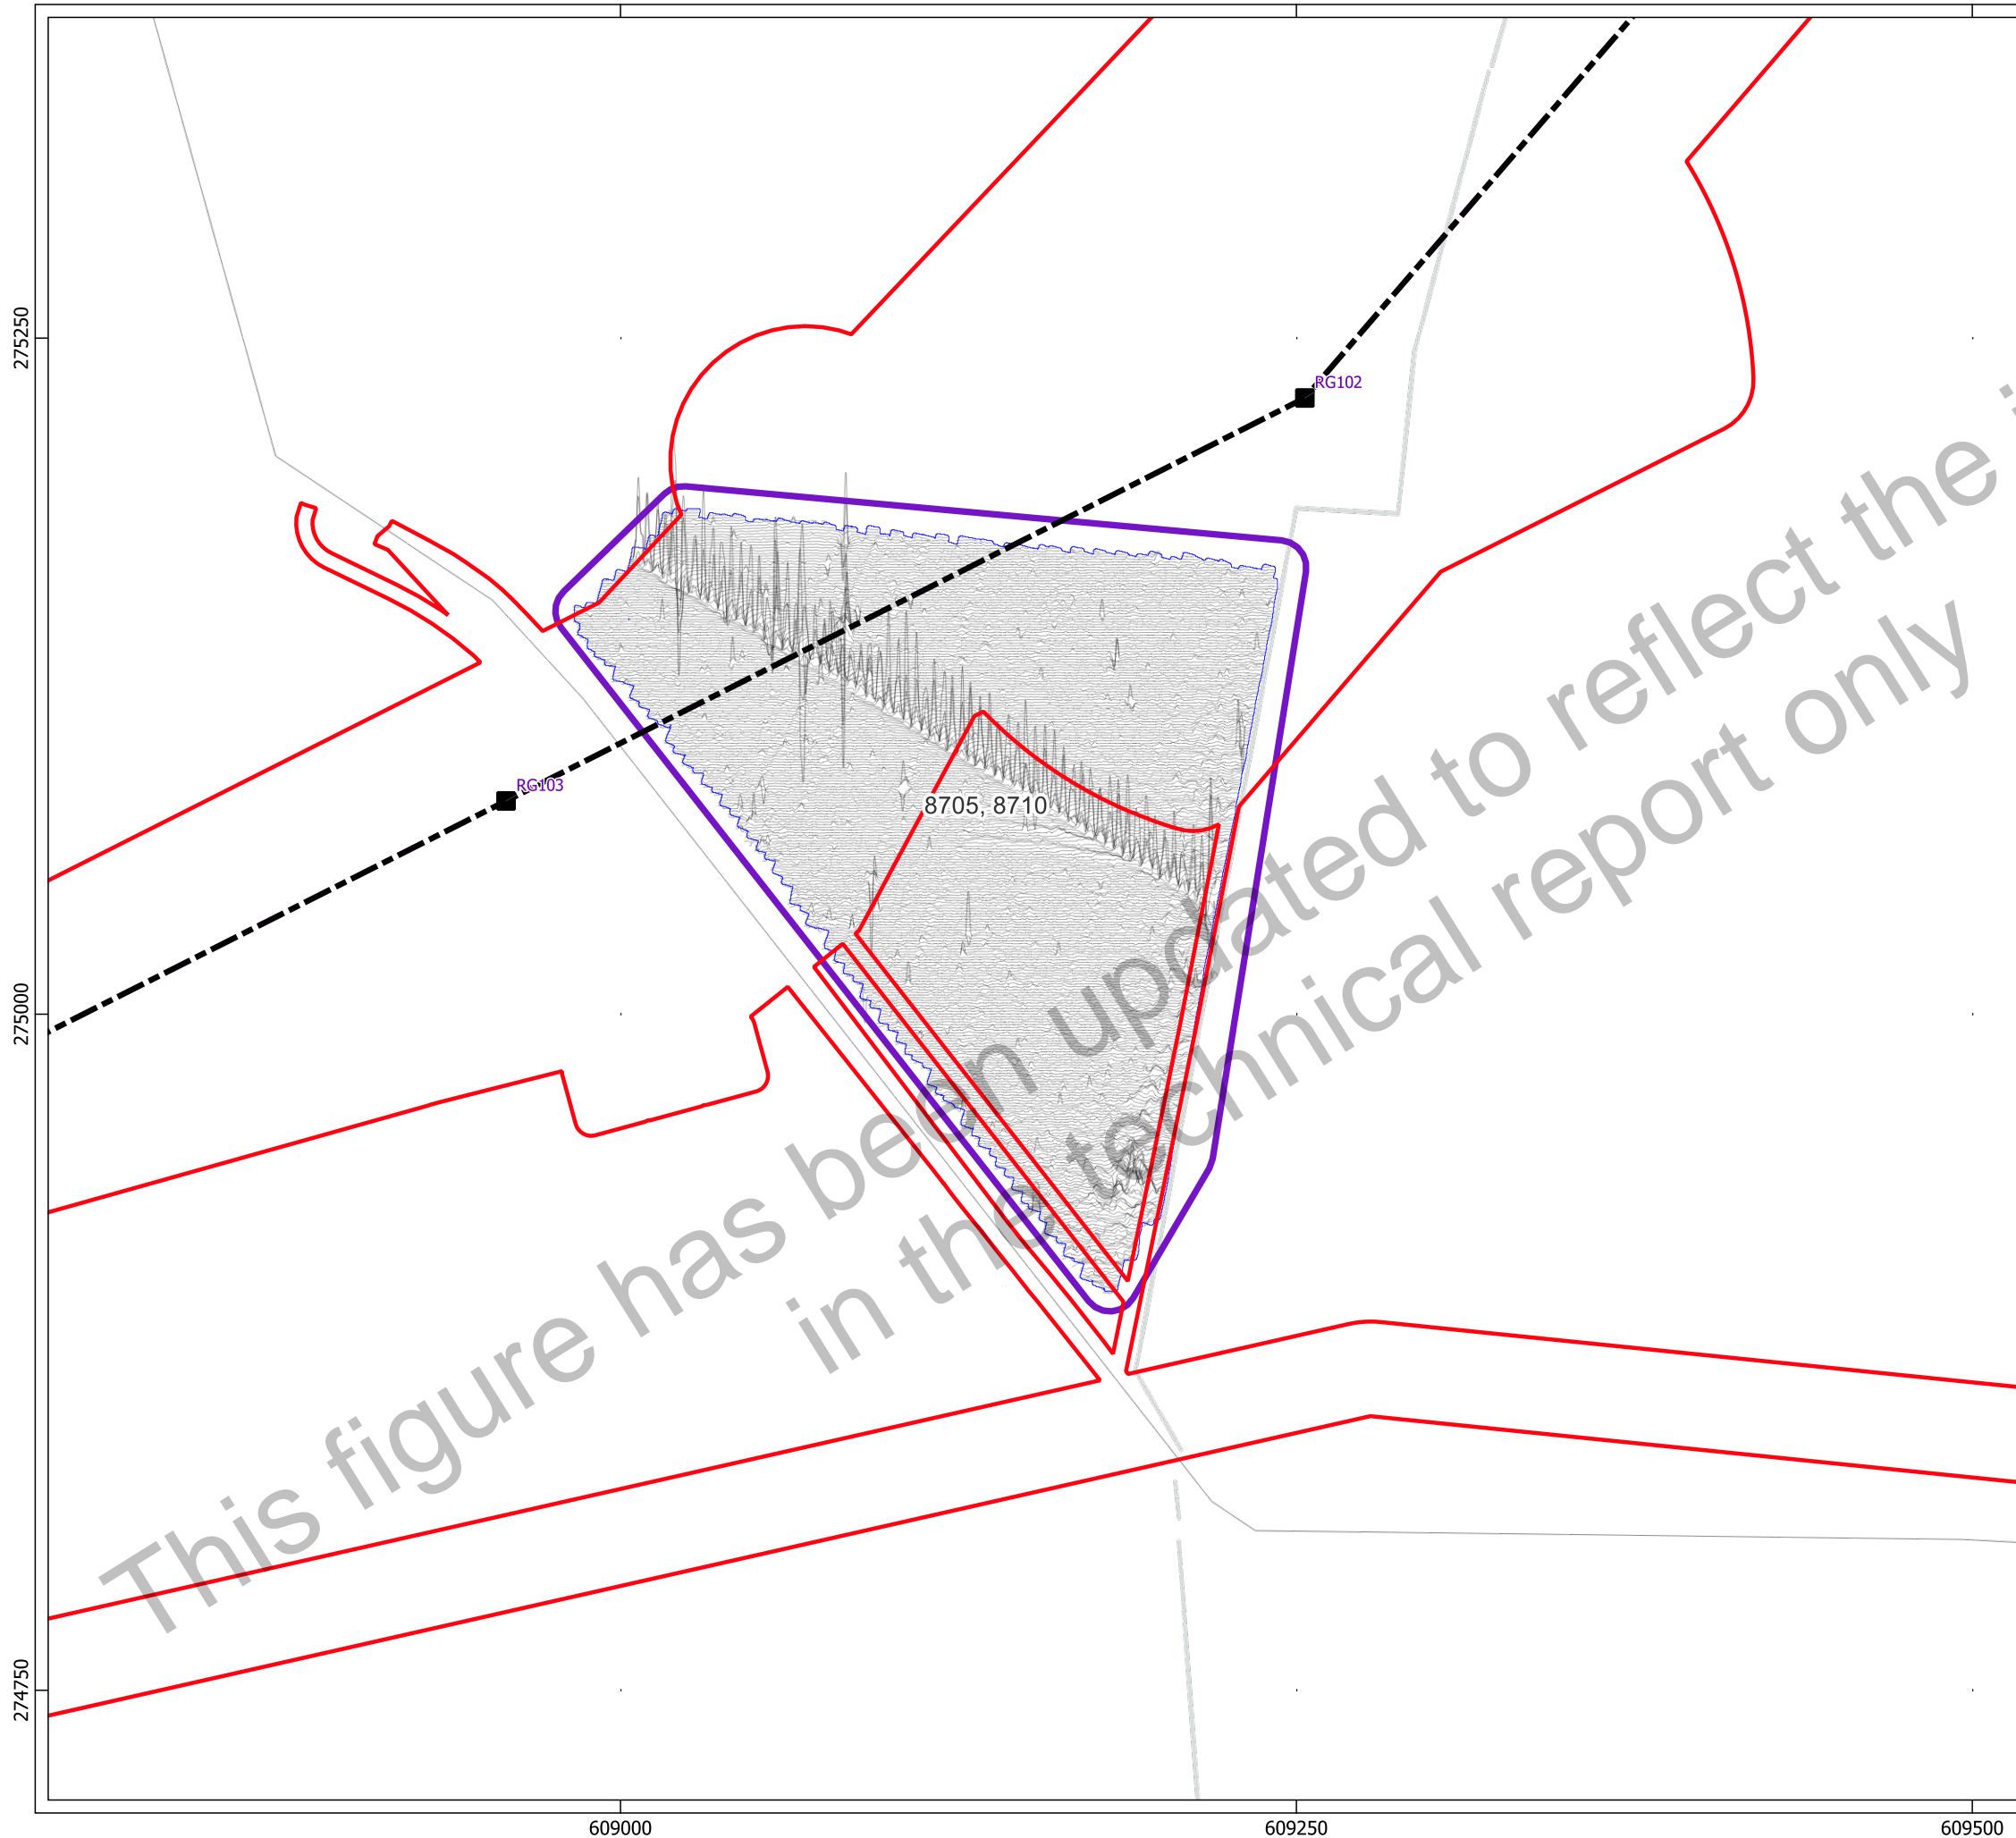 275250
275000
274750
609000
609250
609500
RG102
RG103
8705, 8710
This figure has been updated to reflect the i
in the technical report only